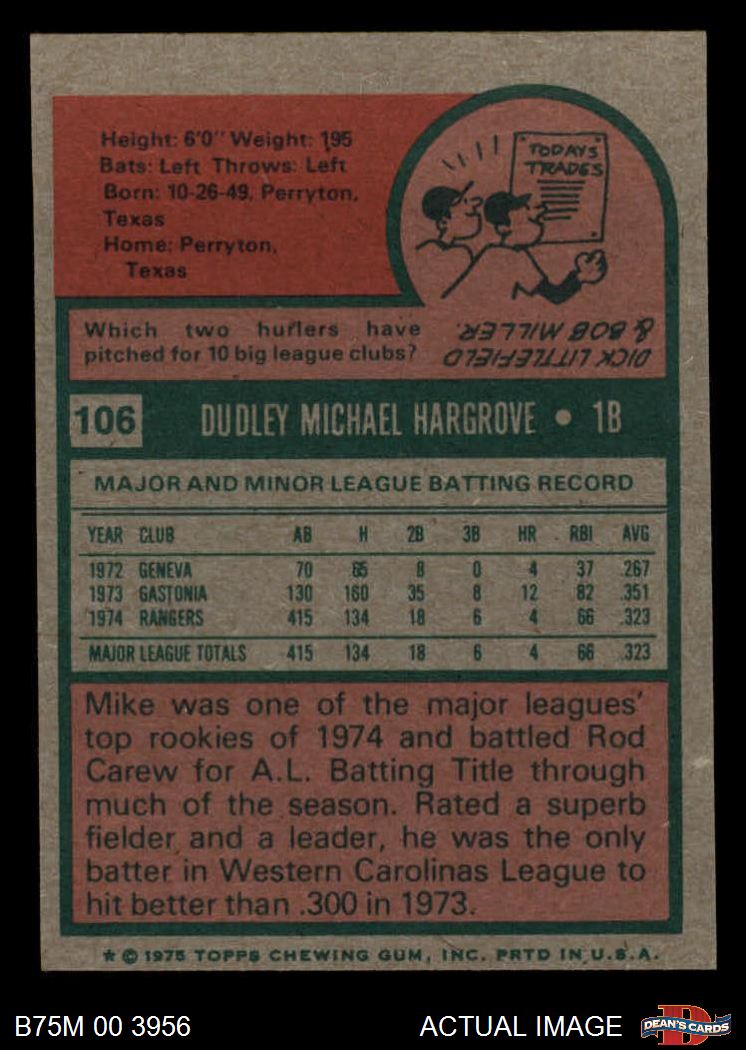 Height: 6'0" Weight: 195
Bats: Left Throws: Left
Born: 10-26-49, Perryton,
Texas
Home: Perryton,
Texas
TODAYS
TRADES
Which two hurlers have
pitched for 10 big league clubs?
DICK LITTLEFIELD
& BOB MILLER.
106 DUDLEY MICHAEL HARGROVE • 1B
MAJOR AND MINOR LEAGUE BATTING RECORD
YEAR CLUB AB H 2B 3B HR RBI AVG
1972 GENEVA 70 65 8 0 4 37 .267
1973 GASTONIA 130 160 35 8 12 82 .351
1974 RANGERS 415 134 18 6 4 66 .323
MAJOR LEAGUE TOTALS 415 134 18 6 4 66 .323
Mike was one of the major leagues'
top rookies of 1974 and battled Rod
Carew for A.L. Batting Title through
much of the season. Rated a superb
fielder and a leader, he was the only
batter in Western Carolinas League to
hit better than .300 in 1973.
* © 1975 TOPPS CHEWING GUM, INC. PRTD IN U.S.A.
B75M 00 3956 ACTUAL IMAGE D DEAN'S CARDS